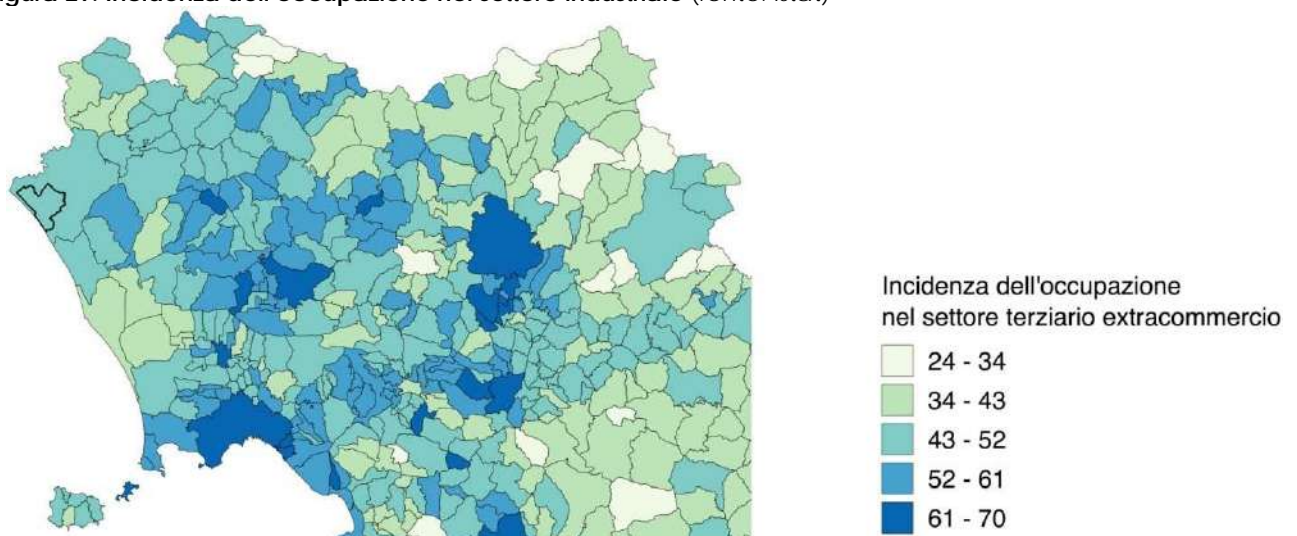 Incidenza dell'occupazione
nel settore terziario extracommercio
24 - 34
34 - 43
43 - 52
52 - 61
61 - 70